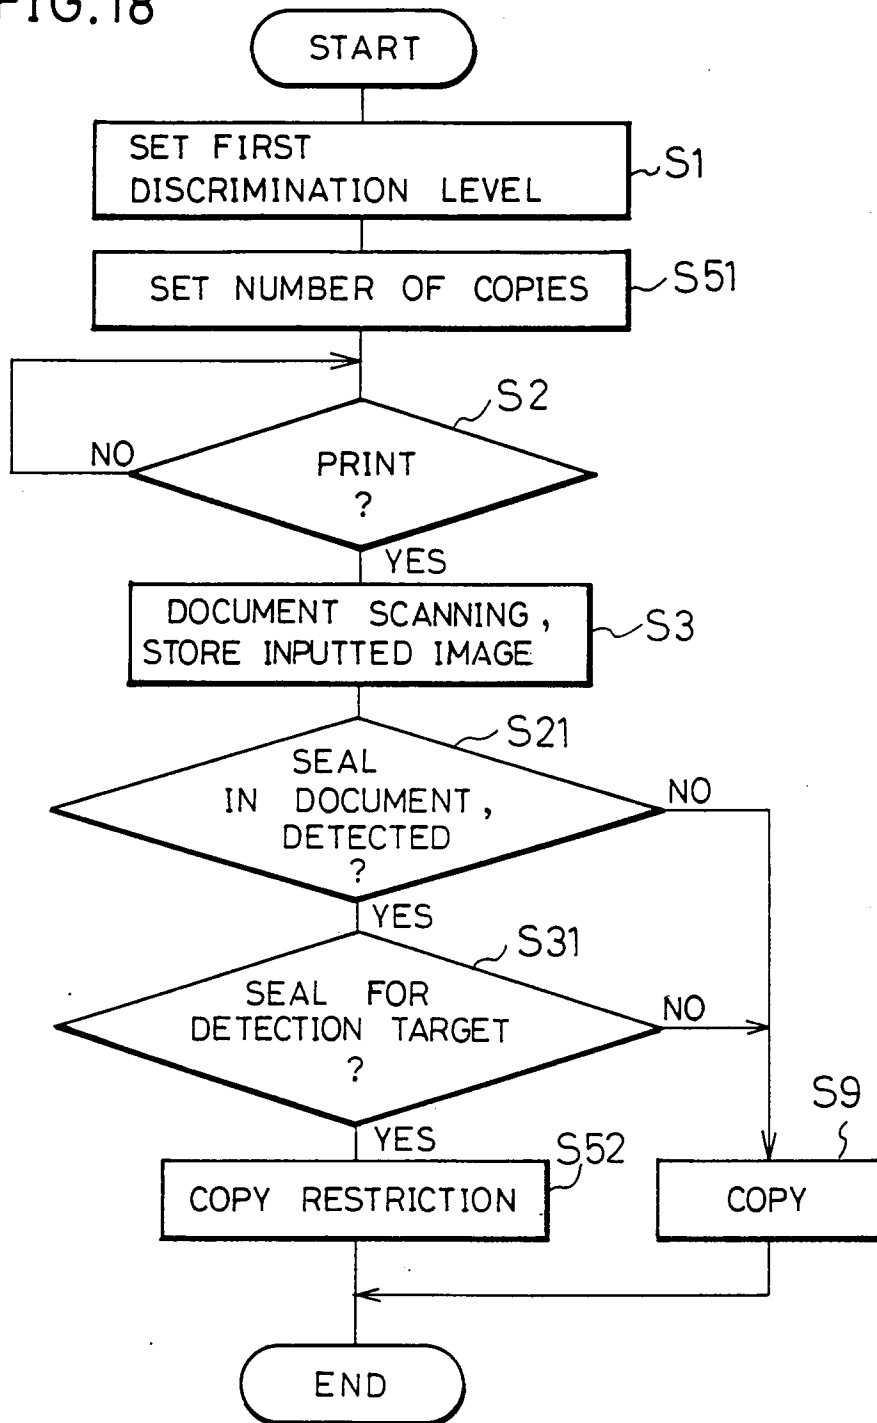 FIG.18
START
SET FIRST
DISCRIMINATION LEVEL
S1
SET NUMBER OF COPIES
S51
S2
NO
PRINT
?
YES
DOCUMENT SCANNING,
STORE INPUTTED IMAGE
S3
S21
SEAL
IN DOCUMENT,
DETECTED
?
NO
YES
S31
SEAL FOR
DETECTION TARGET
?
NO
YES
S52
S9
COPY RESTRICTION
COPY
END